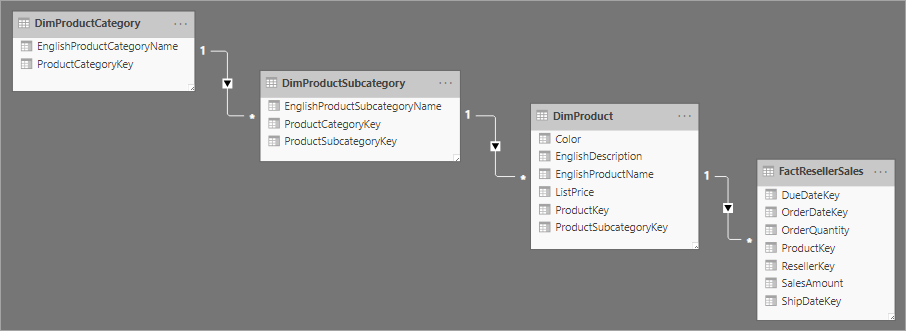 DimProductCategory ...
EnglishProductCategoryName
ProductCategoryKey
1
*
DimProductSubcategory ...
EnglishProductSubcategoryName
ProductCategoryKey
ProductSubcategoryKey
1
*
DimProduct ...
Color
EnglishDescription
EnglishProductName
ListPrice
ProductKey
ProductSubcategoryKey
1
*
FactResellerSales ...
DueDateKey
OrderDateKey
OrderQuantity
ProductKey
ResellerKey
SalesAmount
ShipDateKey